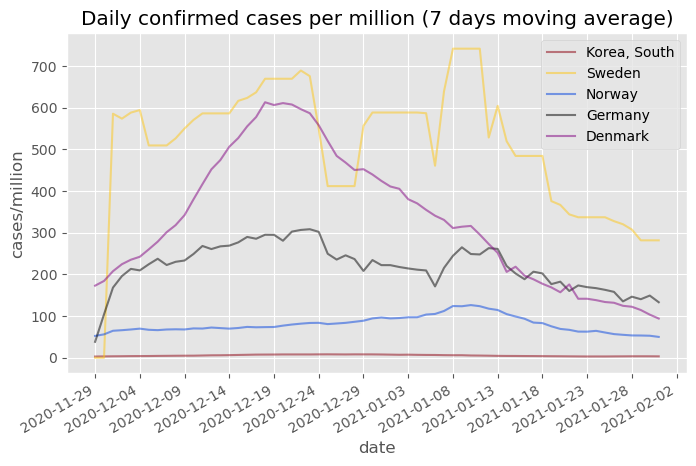 Daily confirmed cases per million (7 days moving average)
Korea, South
Sweden
Norway
Germany
Denmark
cases/million
700
600
500
400
300
200
100
0
2020-11-29
2020-12-04
2020-12-09
2020-12-14
2020-12-19
2020-12-24
2020-12-29
2021-01-03
2021-01-08
2021-01-13
2021-01-18
2021-01-23
2021-01-28
2021-02-02
date